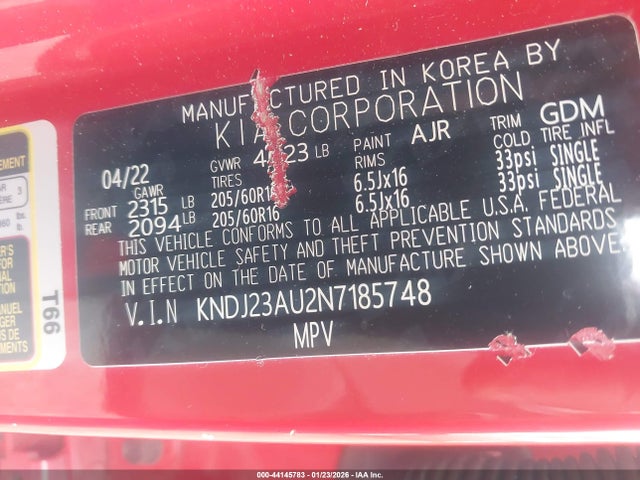 MANUFACTURED IN KOREA BY
KIA CORPORATION
04/22 GVWR LB PAINT AJR TRIM GDM
GAWR TIRES RIMS COLD TIRE INFL
FRONT 2315 LB 205/60R16 6.5Jx16 33psi SINGLE
REAR 2094 LB 205/60R16 6.5Jx16 33psi SINGLE
THIS VEHICLE CONFORMS TO ALL APPLICABLE U.S.A. FEDERAL
MOTOR VEHICLE SAFETY AND THEFT PREVENTION STANDARDS
IN EFFECT ON THE DATE OF MANUFACTURE SHOWN ABOVE.
V.I.N KNDJ23AU2N7185748
MPV
T66
000-44145783 - 01/23/2026 - IAA Inc.